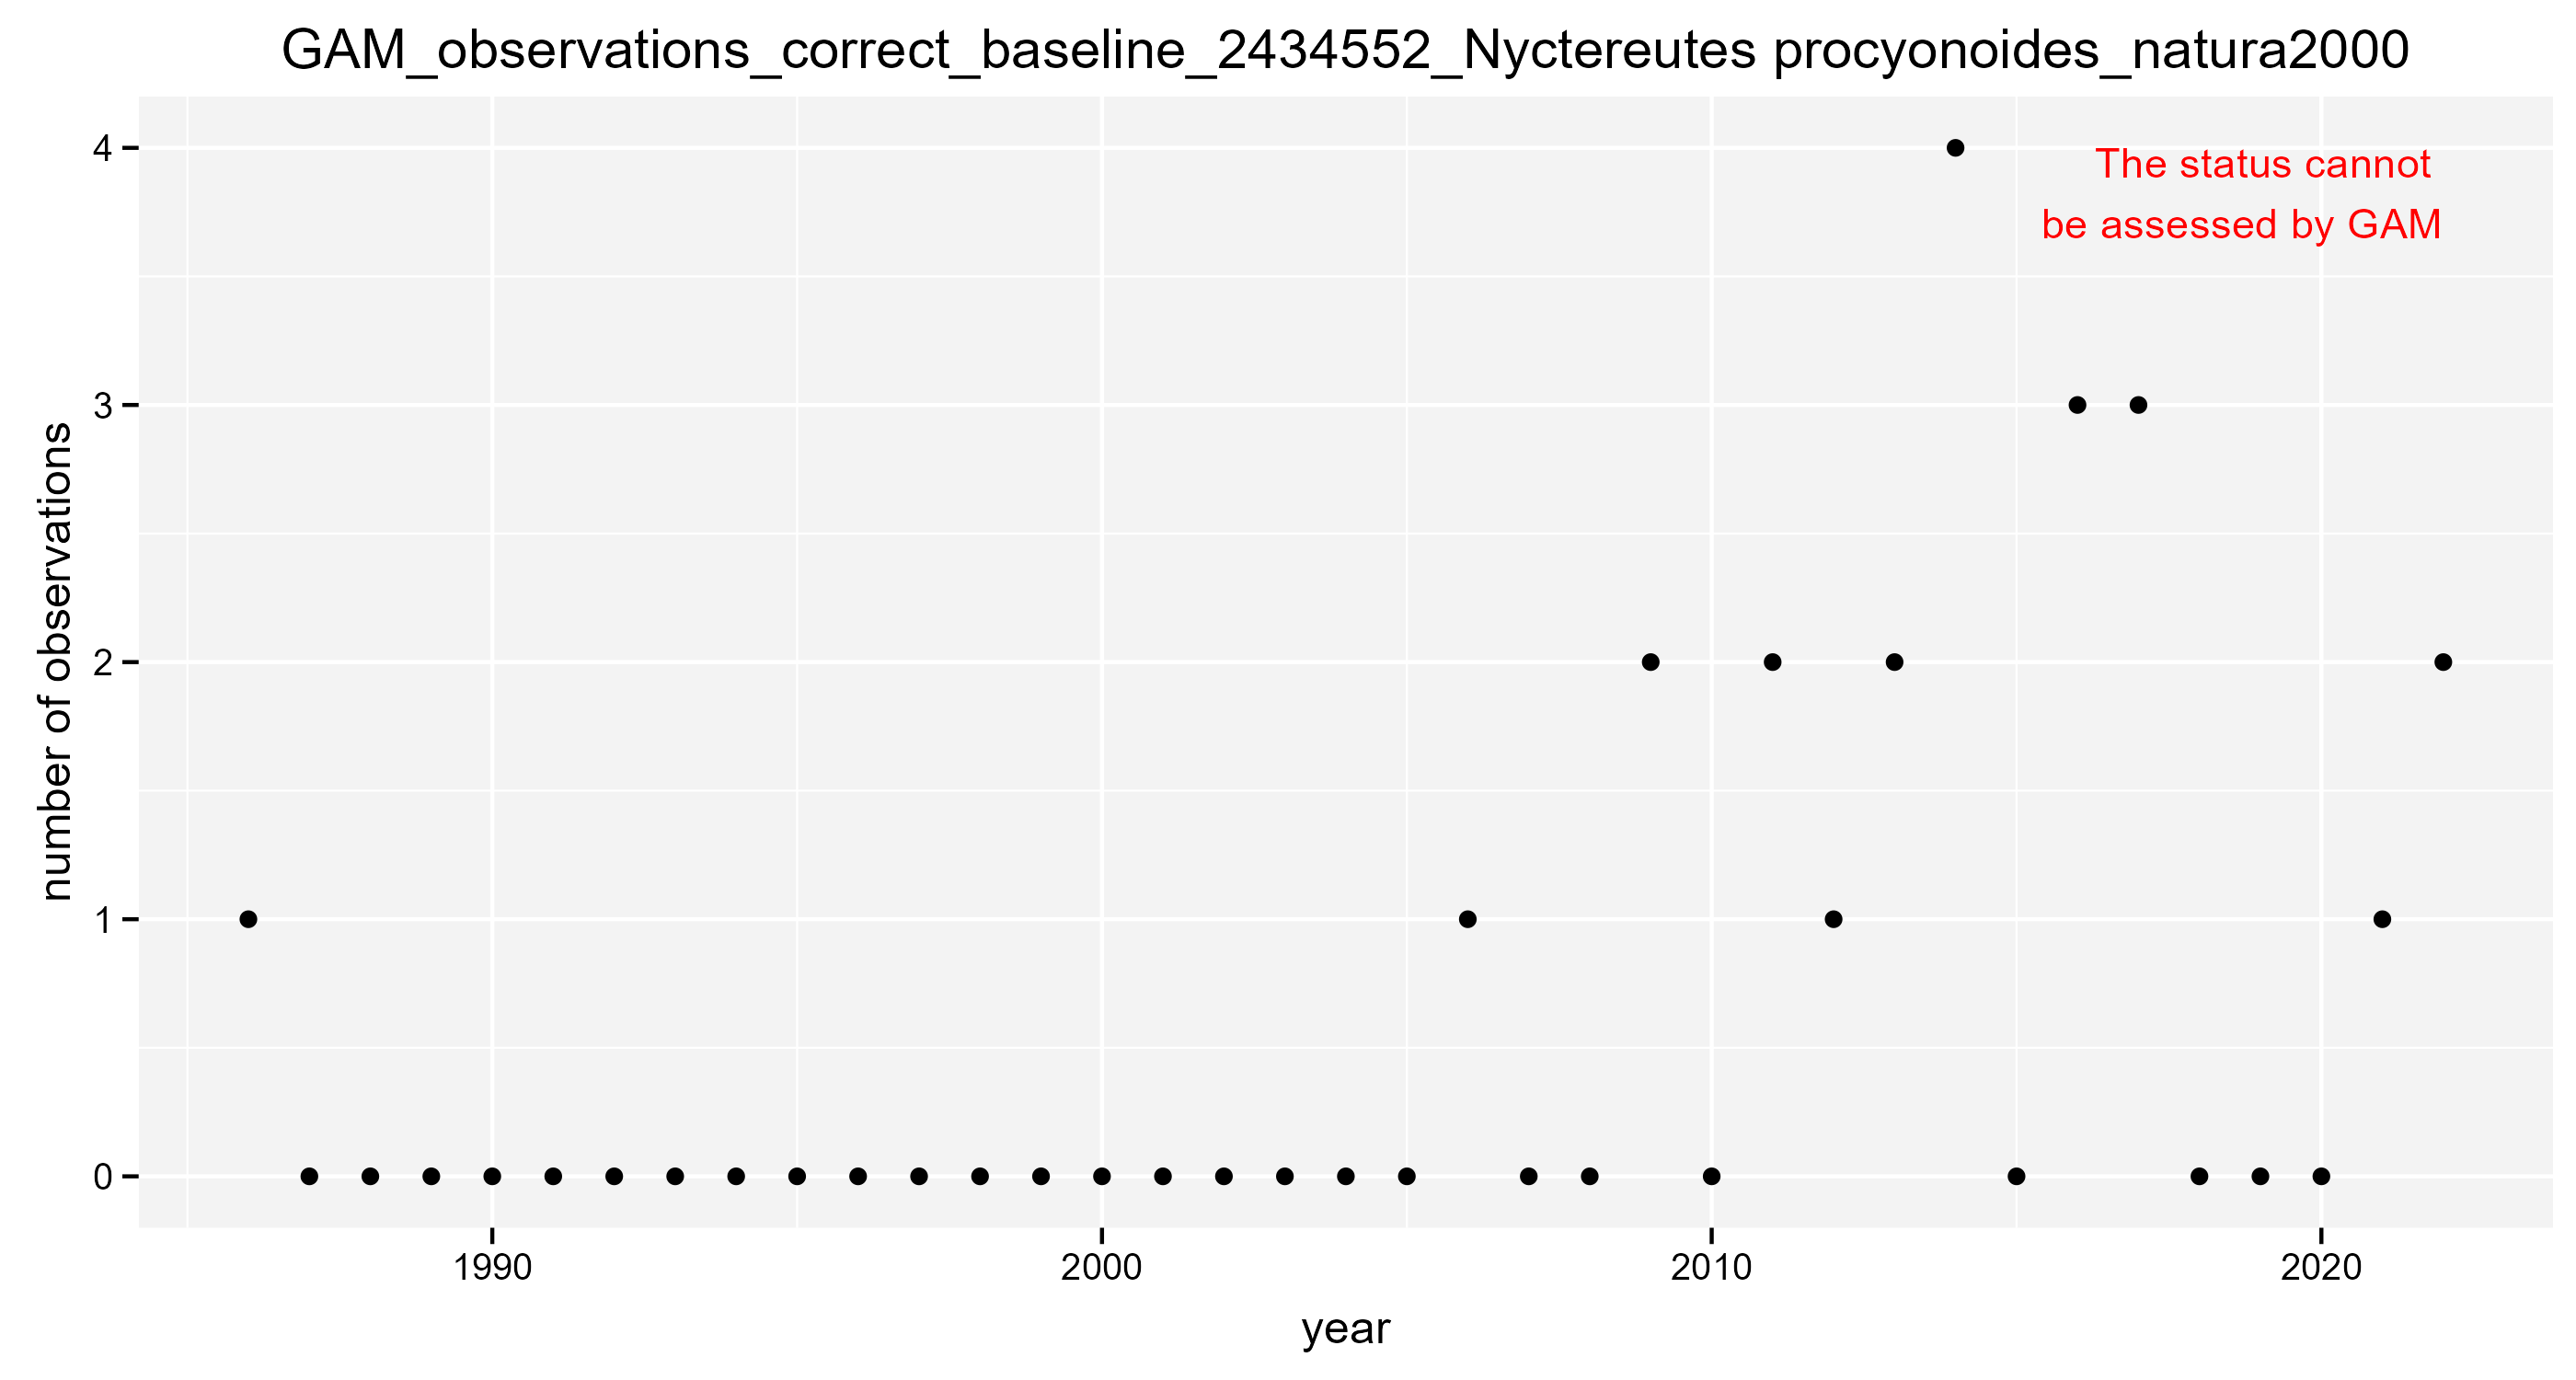 GAM_observations_correct_baseline_2434552_Nyctereutes procyonoides_natura2000
The status cannot
be assessed by GAM
number of observations
4
3
2
1
0
1990
2000
2010
2020
year